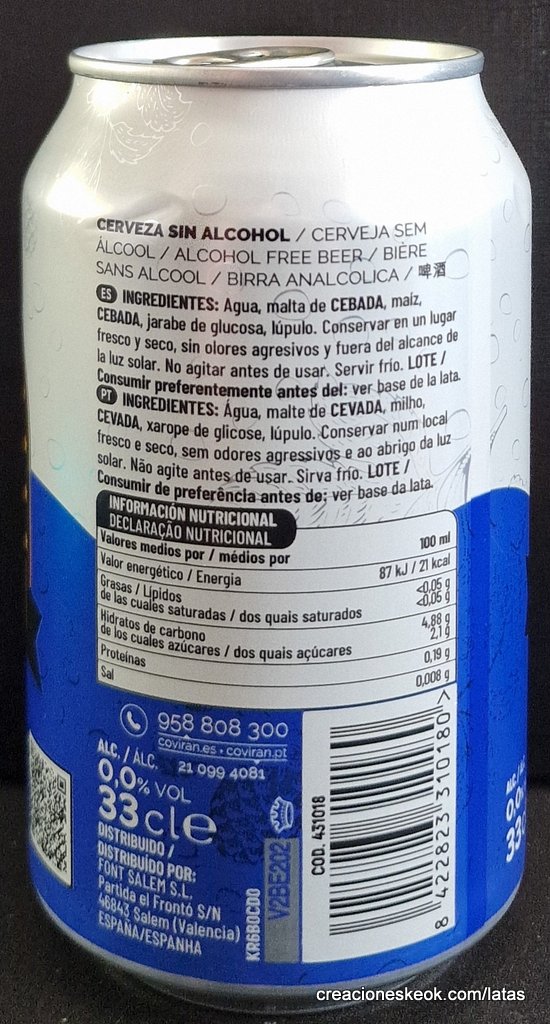 CERVEZA SIN ALCOHOL / CERVEJA SEM
ÁLCOOL / ALCOHOL FREE BEER / BIÈRE
SANS ALCOOL / BIRRA ANALCOLICA / 啤酒
ES INGREDIENTES: Agua, malta de CEBADA, maíz,
CEBADA, jarabe de glucosa, lúpulo. Conservar en un lugar
fresco y seco, sin olores agresivos y fuera del alcance de
la luz solar. No agitar antes de usar. Servir frío. LOTE /
Consumir preferentemente antes del: ver base de la lata.
PT INGREDIENTES: Água, malte de CEVADA, milho,
CEVADA, xarope de glicose, lúpulo. Conservar num local
fresco e seco, sem odores agressivos e ao abrigo da luz
solar. Não agite antes de usar. Sirva frio. LOTE /
Consumir de preferência antes de: ver base da lata.
INFORMACIÓN NUTRICIONAL
DECLARAÇÃO NUTRICIONAL
Valores medios por / médios por 100 ml
Valor energético / Energia 87 kJ / 21 kcal
Grasas / Lípidos <0,05 g
de las cuales saturadas / dos quais saturados <0,05 g
Hidratos de carbono 4,88 g
de los cuales azúcares / dos quais açúcares 2,1 g
Proteínas 0,19 g
Sal 0,008 g
958 808 300
coviran.es • coviran.pt
21 099 4081
ALC. / ALC.
0,0% VOL
33 cl e
DISTRIBUIDO /
DISTRIBUÍDO POR:
FONT SALEM S.L.
Partida el Frontó S/N
46843 Salem (Valencia)
ESPAÑA/ESPANHA
KR6B0CD0
V2BE202
COD. 431018
8 422823 310180 >
ALC./
0,0
33
creacioneskeok.com/latas